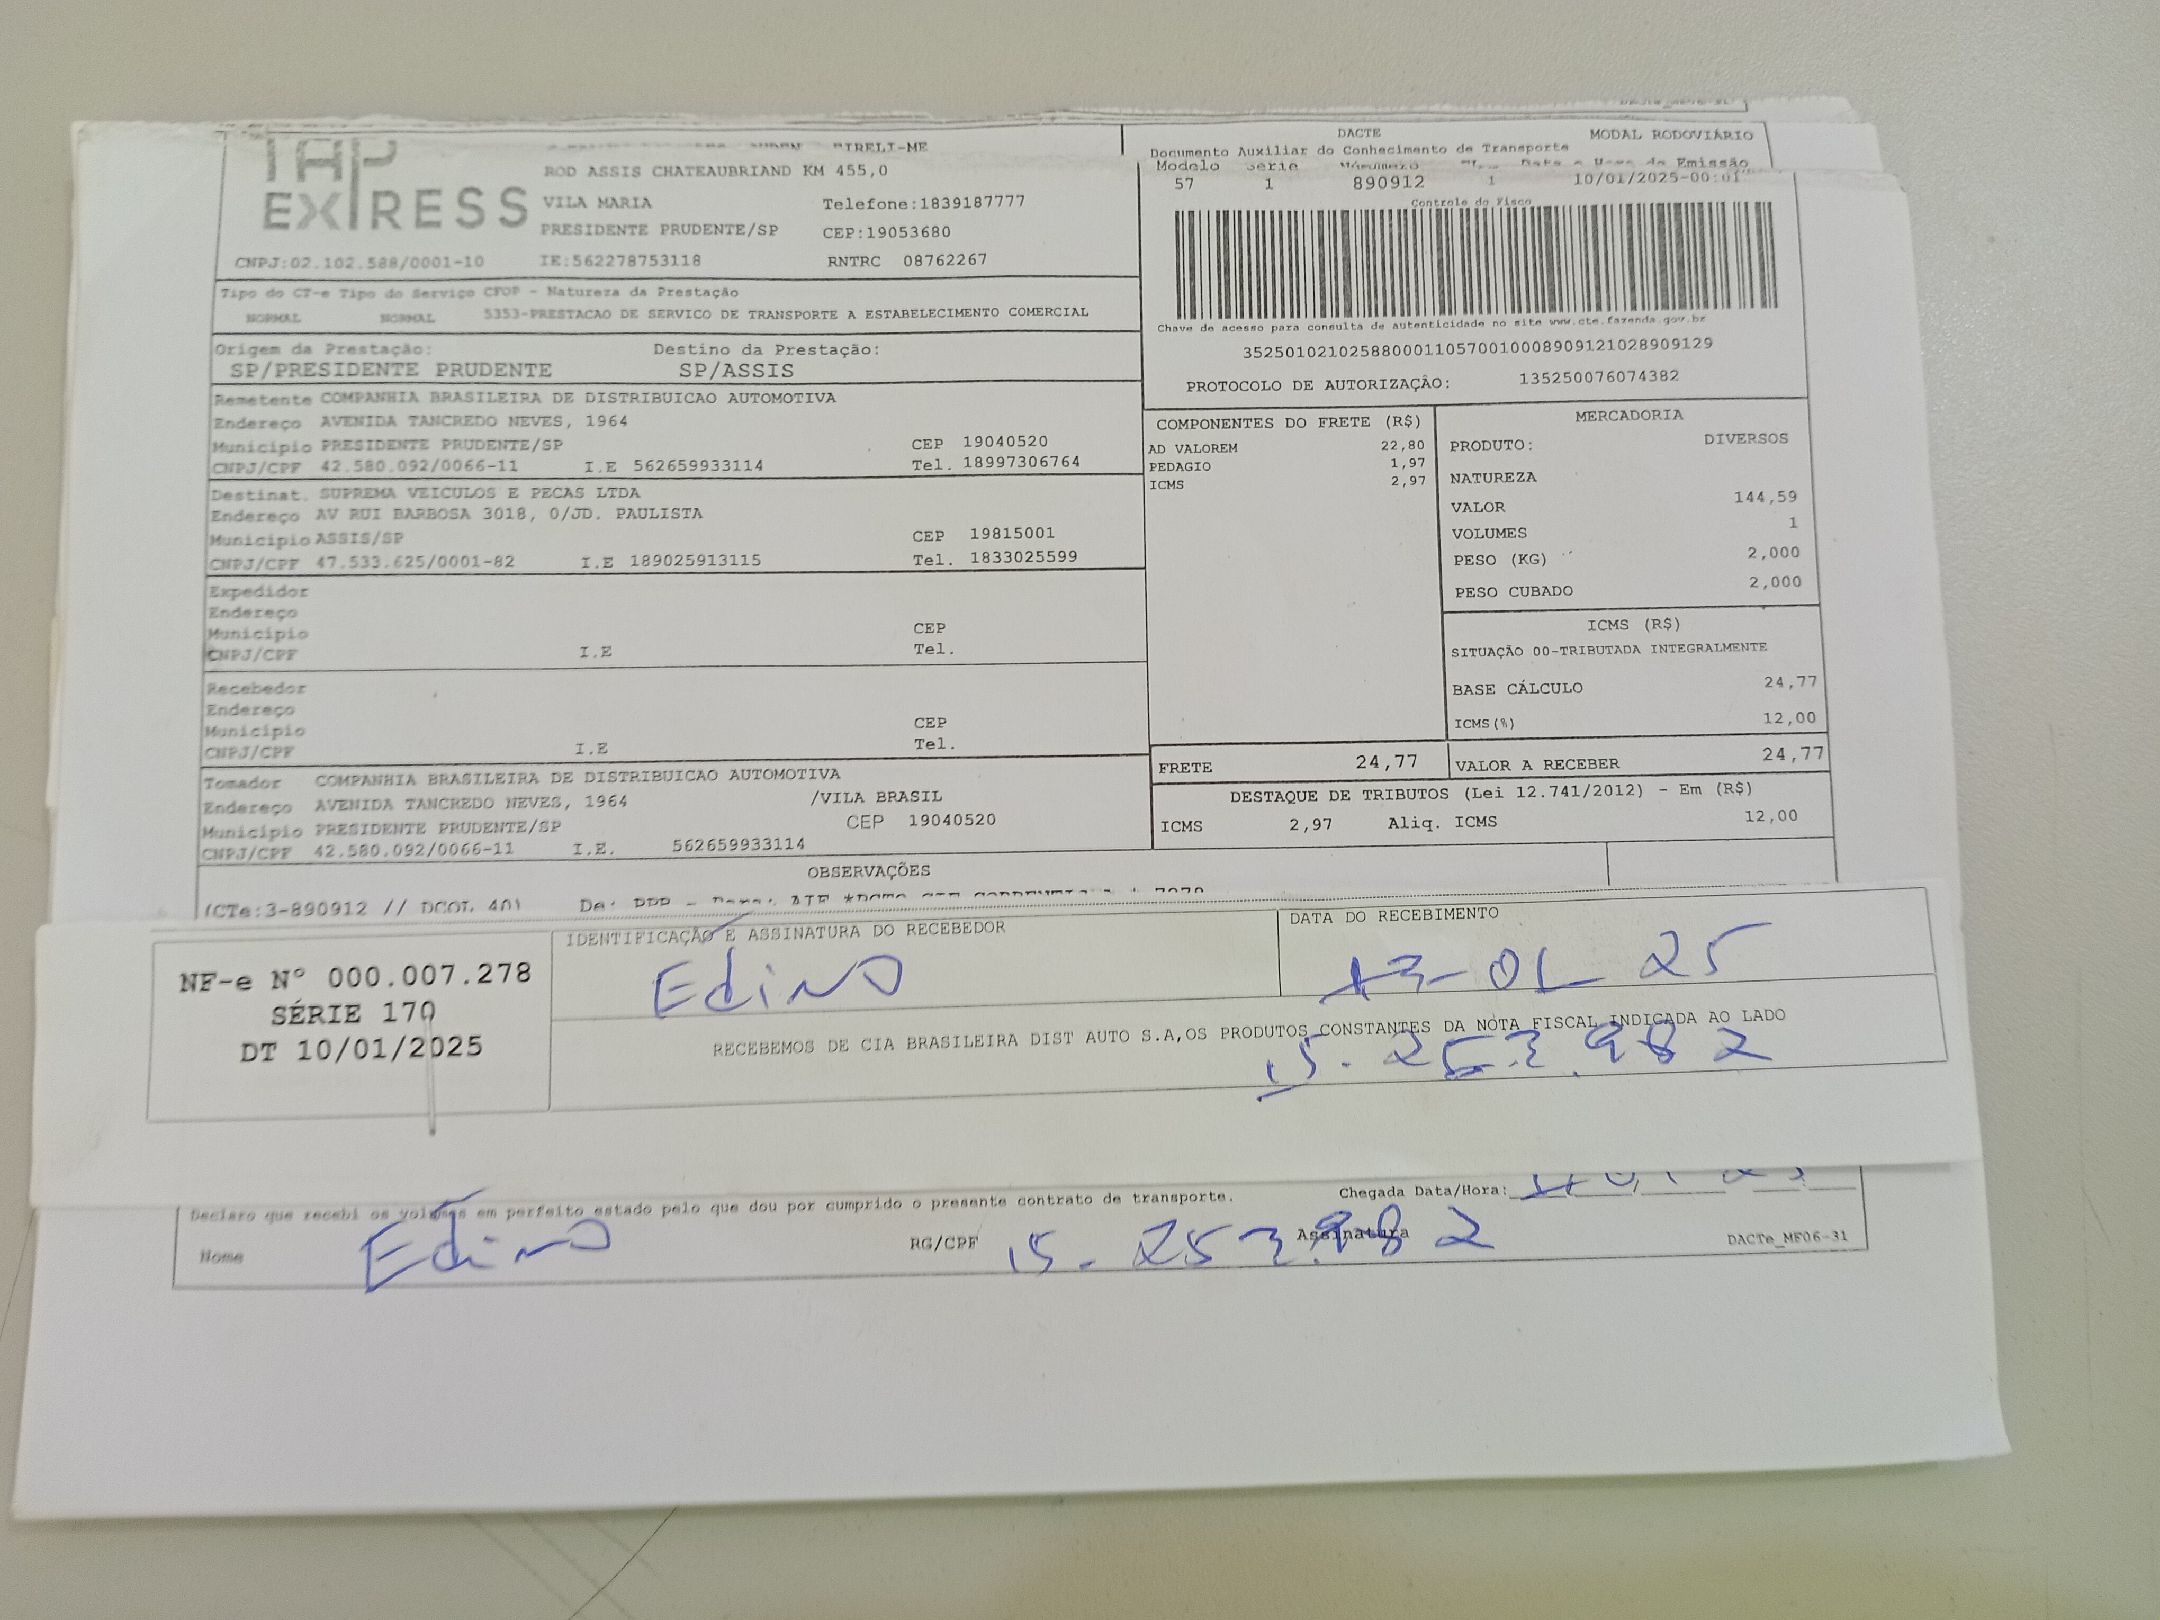 TAP
EXPRESS
EIRELI-ME
ROD ASSIS CHATEAUBRIAND KM 455,0
VILA MARIA Telefone:1839187777
PRESIDENTE PRUDENTE/SP CEP:19053680
CNPJ:02.102.588/0001-10 IE:562278753118 RNTRC 08762267
DACTE MODAL RODOVIÁRIO
Documento Auxiliar do Conhecimento de Transporte
Modelo Serie Número Data e Hora de Emissão
57 1 890912 1 10/01/2025-00:01
Controle do Fisco
Chave de acesso para consulta de autenticidade no site www.cte.fazenda.gov.br
35250102102588000110570010008909121028909129
PROTOCOLO DE AUTORIZAÇÃO: 135250076074382
Tipo do CT-e Tipo do Serviço CFOP - Natureza da Prestação
NORMAL NORMAL 5353-PRESTACAO DE SERVICO DE TRANSPORTE A ESTABELECIMENTO COMERCIAL
Origem da Prestação: Destino da Prestação:
SP/PRESIDENTE PRUDENTE SP/ASSIS
Remetente COMPANHIA BRASILEIRA DE DISTRIBUICAO AUTOMOTIVA
Endereço AVENIDA TANCREDO NEVES, 1964
Municipio PRESIDENTE PRUDENTE/SP CEP 19040520
CNPJ/CPF 42.580.092/0066-11 I.E 562659933114 Tel. 18997306764
Destinat. SUPREMA VEICULOS E PECAS LTDA
Endereço AV RUI BARBOSA 3018, 0/JD. PAULISTA
Municipio ASSIS/SP CEP 19815001
CNPJ/CPF 47.533.625/0001-82 I.E 189025913115 Tel. 1833025599
Expedidor
Endereço
Municipio CEP
CNPJ/CPF I.E Tel.
Recebedor
Endereço
Municipio CEP
CNPJ/CPF I.E Tel.
Tomador COMPANHIA BRASILEIRA DE DISTRIBUICAO AUTOMOTIVA
Endereço AVENIDA TANCREDO NEVES, 1964 /VILA BRASIL
Municipio PRESIDENTE PRUDENTE/SP CEP 19040520
CNPJ/CPF 42.580.092/0066-11 I.E. 562659933114
COMPONENTES DO FRETE (R$)
AD VALOREM 22,80
PEDAGIO 1,97
ICMS 2,97
MERCADORIA
PRODUTO: DIVERSOS
NATUREZA
VALOR 144,59
VOLUMES 1
PESO (KG) 2,000
PESO CUBADO 2,000
ICMS (R$)
SITUAÇÃO 00-TRIBUTADA INTEGRALMENTE
BASE CÁLCULO 24,77
ICMS(%) 12,00
FRETE 24,77 VALOR A RECEBER 24,77
DESTAQUE DE TRIBUTOS (Lei 12.741/2012) - Em (R$)
ICMS 2,97 Aliq. ICMS 12,00
OBSERVAÇÕES
(CTe:3-890912 // DCOL 40)
NF-e N° 000.007.278
SÉRIE 170
DT 10/01/2025
IDENTIFICAÇÃO E ASSINATURA DO RECEBEDOR
Edino
DATA DO RECEBIMENTO
13-01 25
RECEBEMOS DE CIA BRASILEIRA DIST AUTO S.A,OS PRODUTOS CONSTANTES DA NOTA FISCAL INDICADA AO LADO
15.253.982
Declaro que recebi os volumes em perfeito estado pelo que dou por cumprido o presente contrato de transporte. Chegada Data/Hora:
Nome Edino RG/CPF 15.253.982 Assinatura DACTe_MF06-31